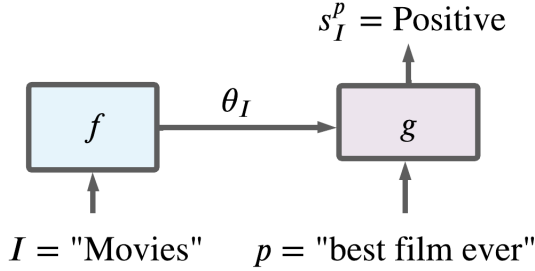 s_I^p = Positive
θ_I
f
g
I = "Movies"
p = "best film ever"